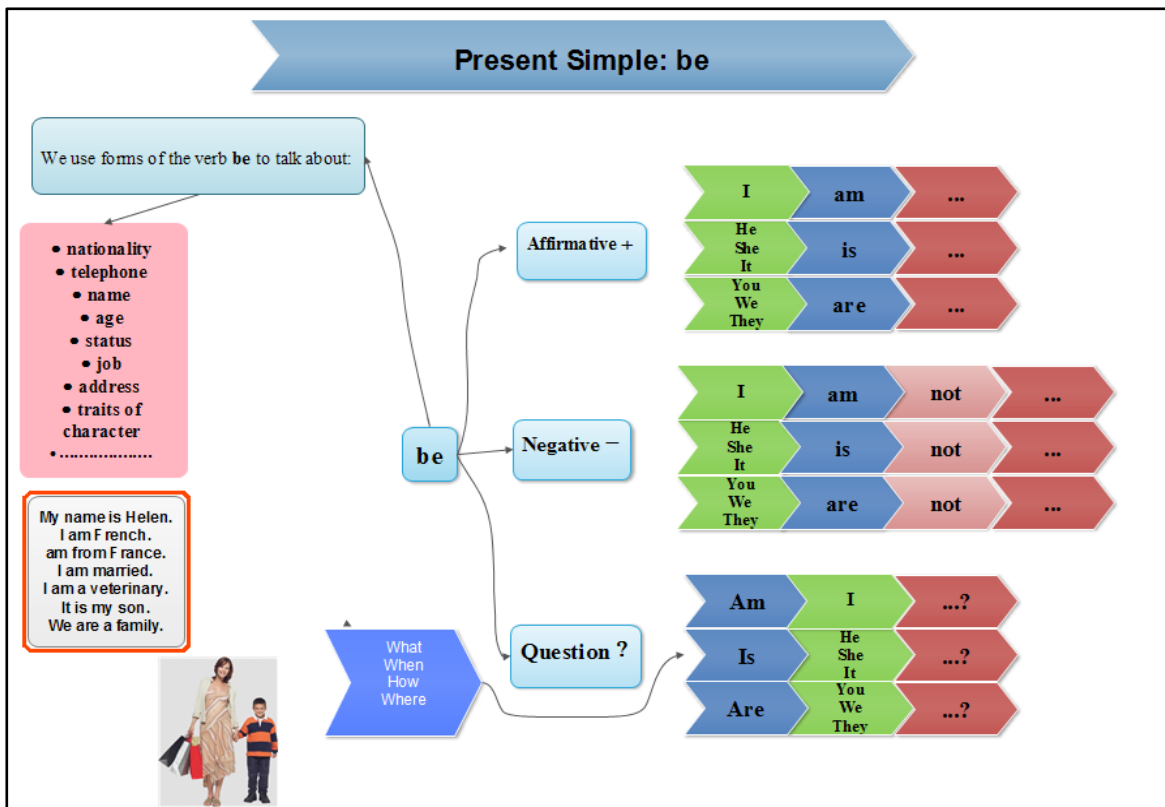 Present Simple: be
We use forms of the verb be to talk about:
• nationality
• telephone
• name
• age
• status
• job
• address
• traits of
character
• ...................
My name is Helen.
I am French.
am from France.
I am married.
I am a veterinary.
It is my son.
We are a family.
be
Affirmative +
I am ...
He
She
It
is ...
You
We
They
are ...
Negative –
I am not ...
He
She
It
is not ...
You
We
They
are not ...
What
When
How
Where
Question ?
Am I ...?
Is
He
She
It
...?
Are
You
We
They
...?